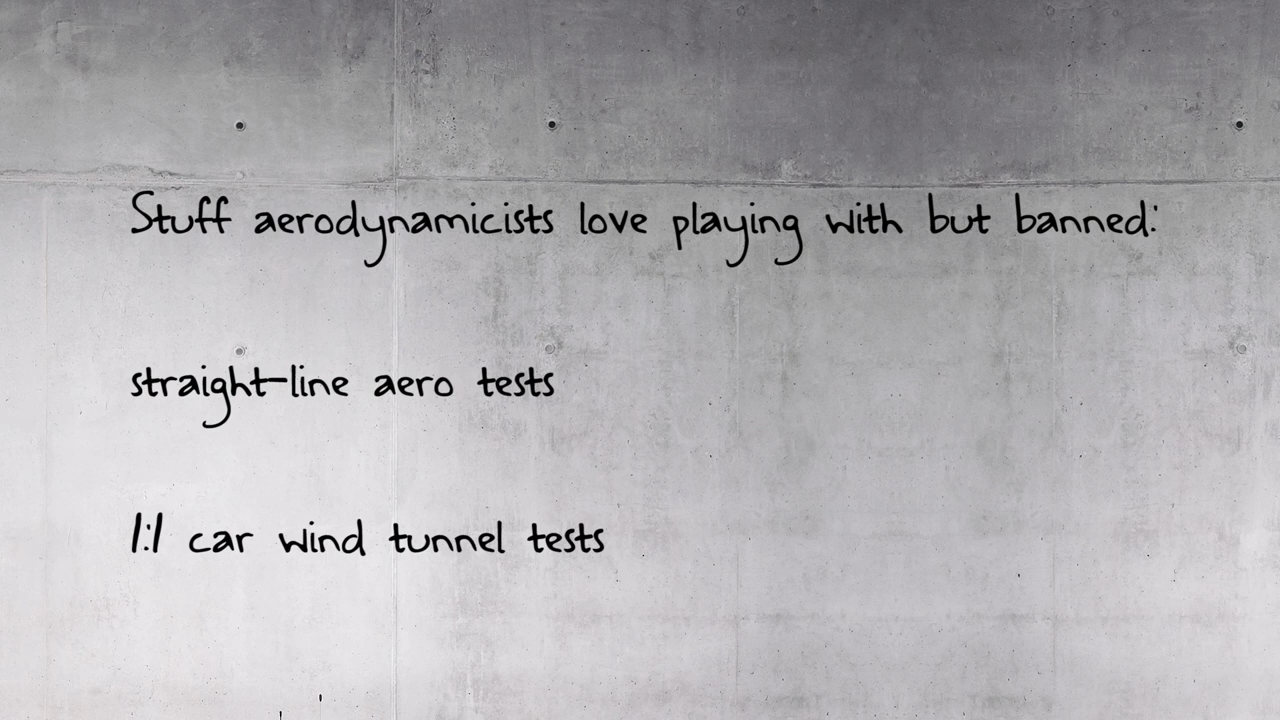 Stuff aerodynamicists love playing with but banned:
straight-line aero tests
1:1 car wind tunnel tests